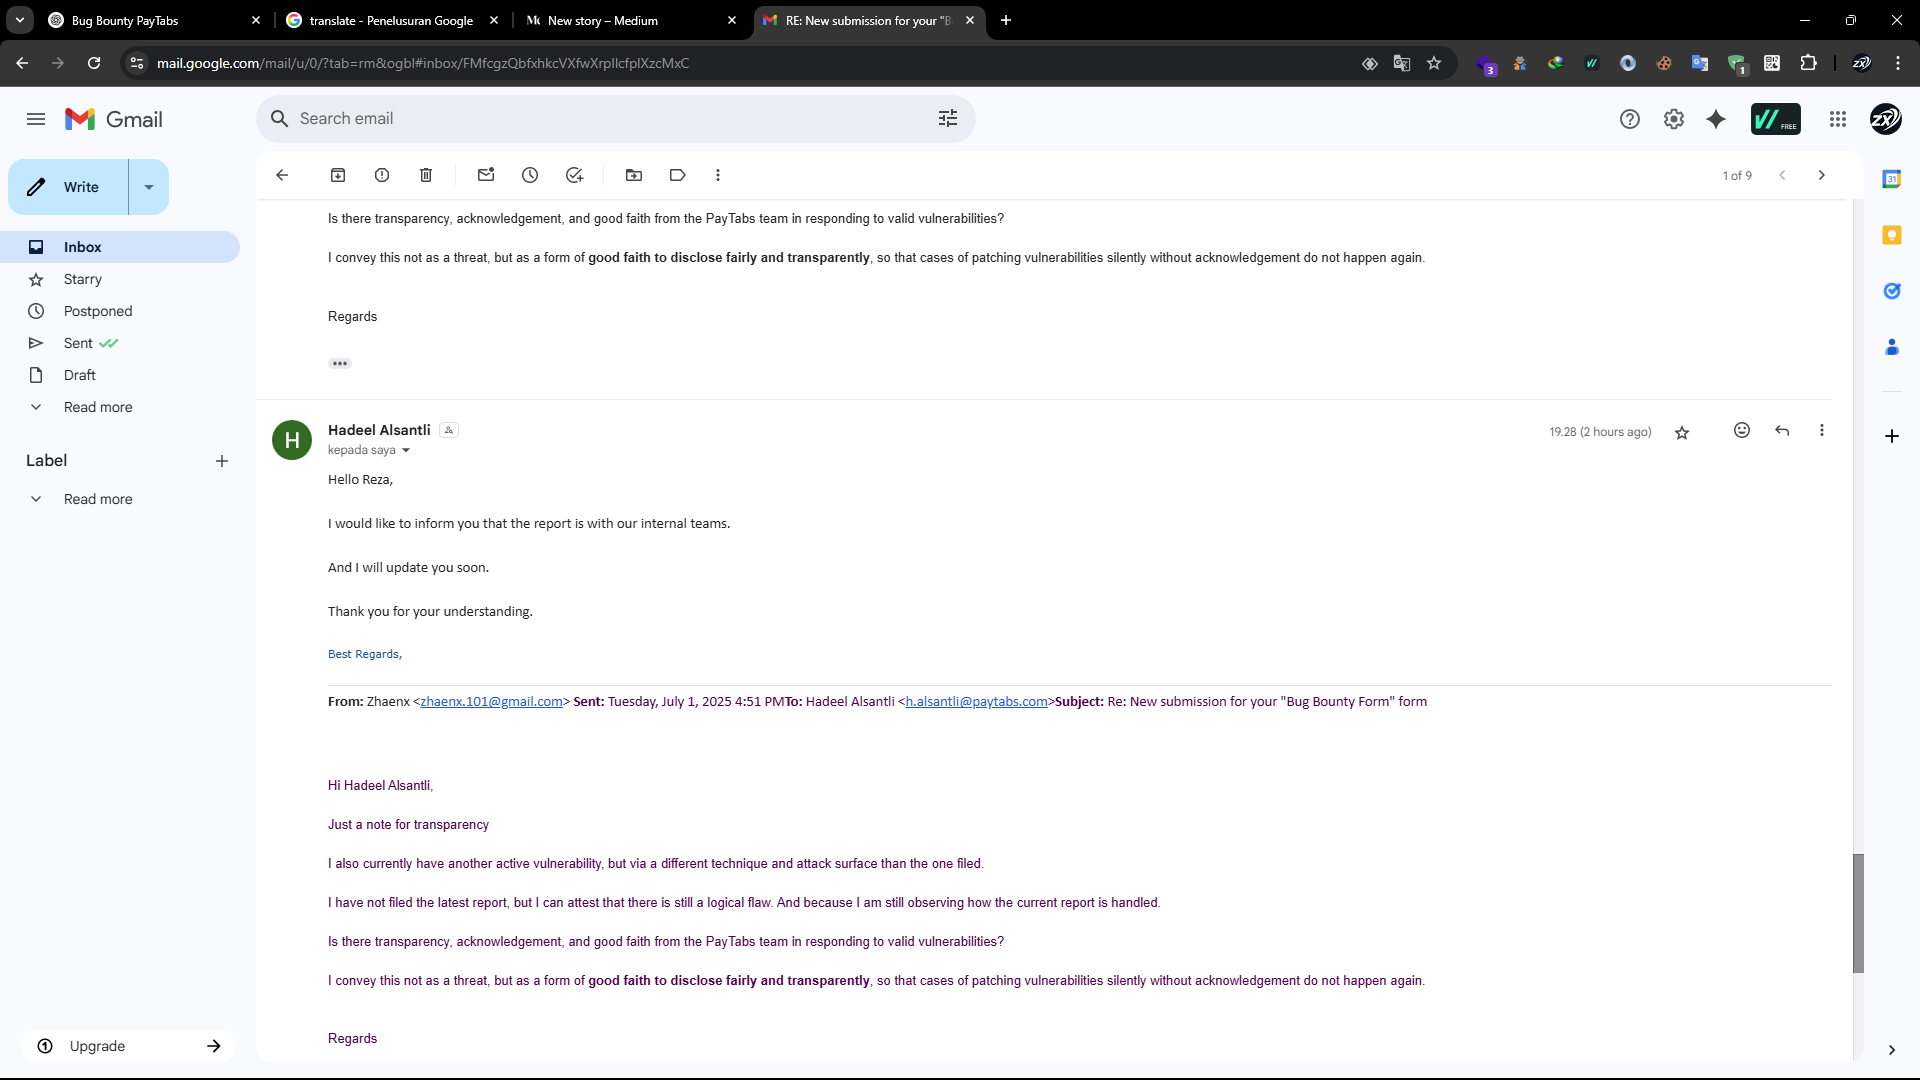 Bug Bounty PayTabs
translate - Penelusuran Google
New story – Medium
RE: New submission for your "B
mail.google.com/mail/u/0/?tab=rm&ogbl#inbox/FMfcgzQbfxhkcVXfwXrpllcfplXzcMxC
3
1
Gmail
Search email
FREE
ZX
Write
1 of 9
31
Inbox
Starry
Postponed
Sent
Draft
Read more
Label
Read more
Is there transparency, acknowledgement, and good faith from the PayTabs team in responding to valid vulnerabilities?
I convey this not as a threat, but as a form of good faith to disclose fairly and transparently, so that cases of patching vulnerabilities silently without acknowledgement do not happen again.
Regards
H
Hadeel Alsantli
19.28 (2 hours ago)
kepada saya
Hello Reza,
I would like to inform you that the report is with our internal teams.
And I will update you soon.
Thank you for your understanding.
Best Regards,
From: Zhaenx <zhaenx.101@gmail.com> Sent: Tuesday, July 1, 2025 4:51 PMTo: Hadeel Alsantli <h.alsantli@paytabs.com>Subject: Re: New submission for your "Bug Bounty Form" form
Hi Hadeel Alsantli,
Just a note for transparency
I also currently have another active vulnerability, but via a different technique and attack surface than the one filed.
I have not filed the latest report, but I can attest that there is still a logical flaw. And because I am still observing how the current report is handled.
Is there transparency, acknowledgement, and good faith from the PayTabs team in responding to valid vulnerabilities?
I convey this not as a threat, but as a form of good faith to disclose fairly and transparently, so that cases of patching vulnerabilities silently without acknowledgement do not happen again.
Regards
Upgrade